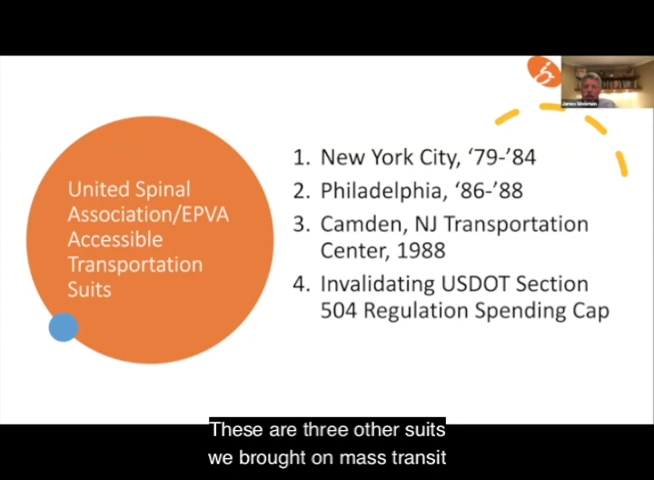 James Weisman
United Spinal
Association/EPVA
Accessible
Transportation
Suits
1. New York City, ‘79-’84
2. Philadelphia, ‘86-’88
3. Camden, NJ Transportation
Center, 1988
4. Invalidating USDOT Section
504 Regulation Spending Cap
These are three other suits
we brought on mass transit